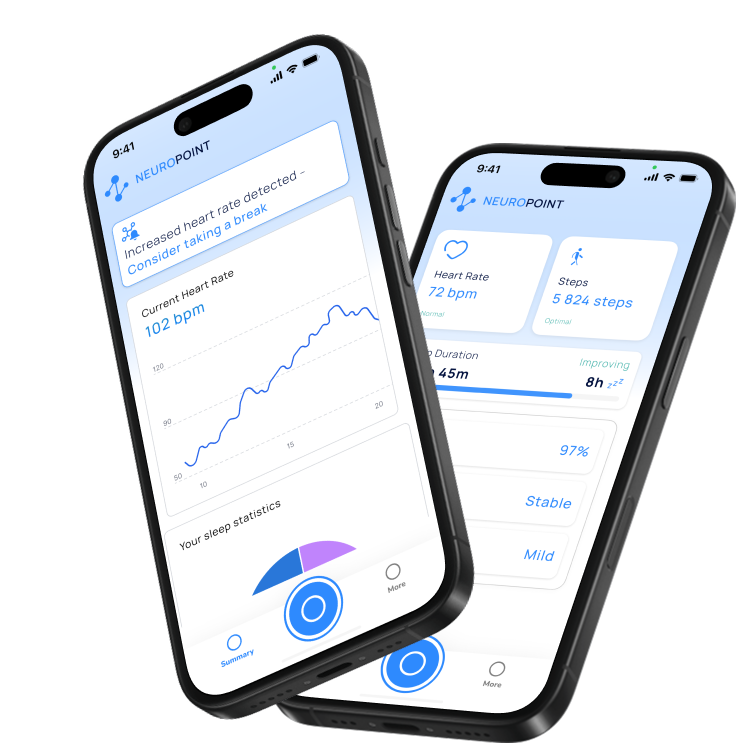 9:41
NEUROPOINT
Increased heart rate detected –
Consider taking a break
Current Heart Rate
102 bpm
120
90
50
10
15
20
Your sleep statistics
Summary
More
9:41
NEUROPOINT
Heart Rate
72 bpm
Normal
Steps
5 824 steps
Optimal
Duration
Improving
45m
8h zzz
97%
Stable
Mild
More